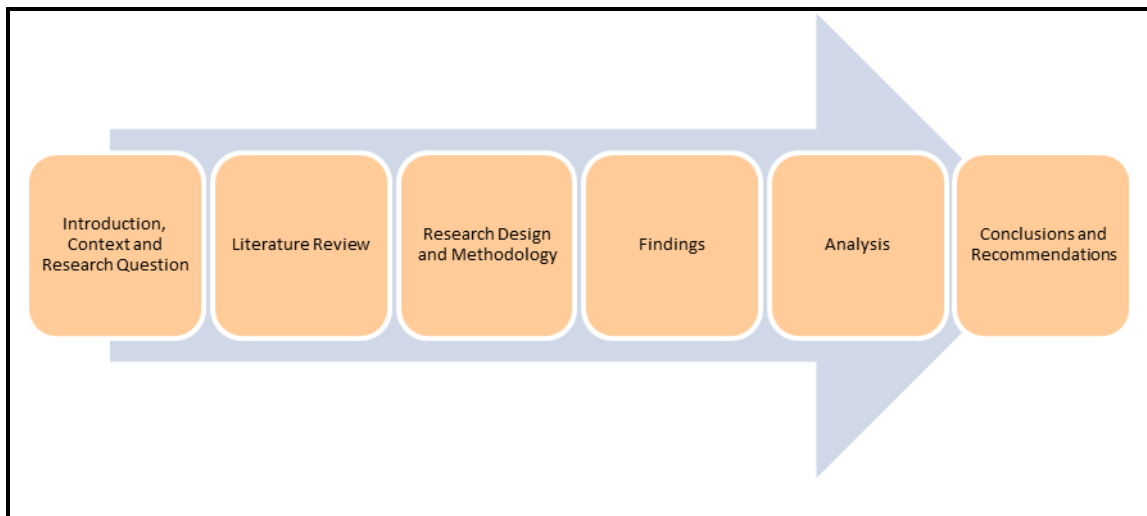 Introduction,
Context and
Research Question
Literature Review
Research Design
and Methodology
Findings
Analysis
Conclusions and
Recommendations